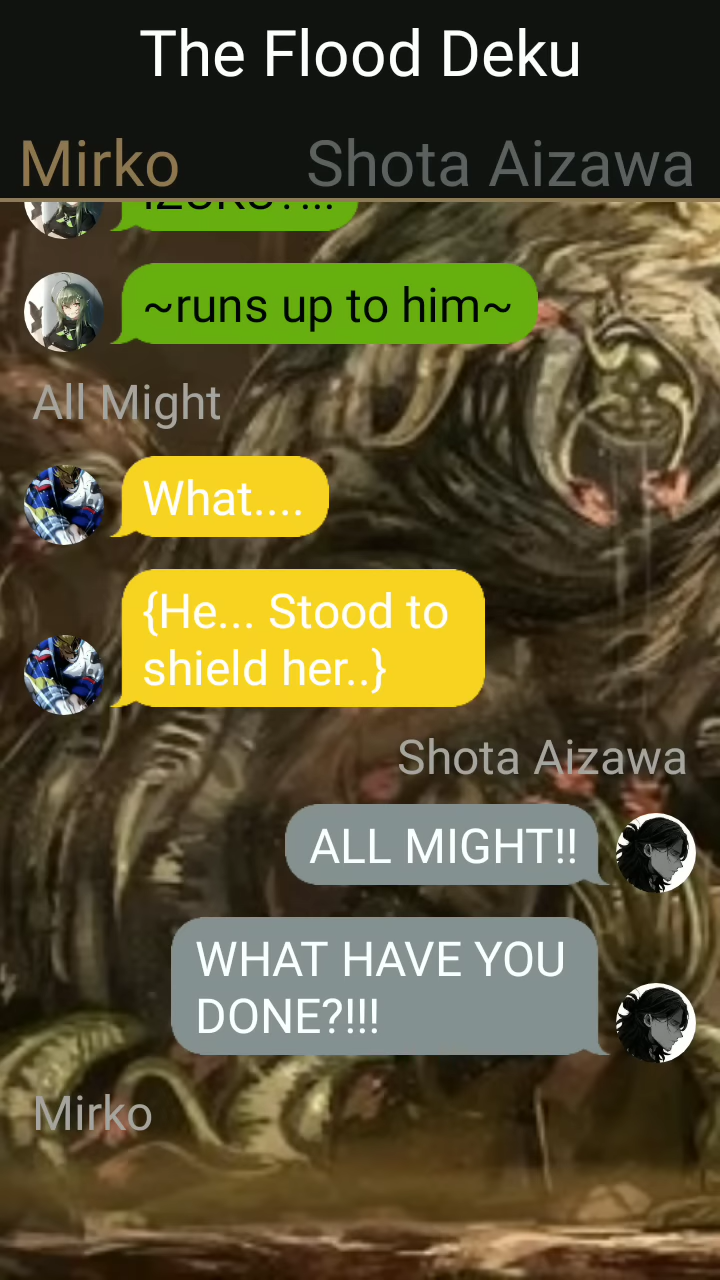 The Flood Deku
Mirko
Shota Aizawa
~runs up to him~
All Might
What....
{He... Stood to
shield her..}
Shota Aizawa
ALL MIGHT!!
WHAT HAVE YOU
DONE?!!!
Mirko